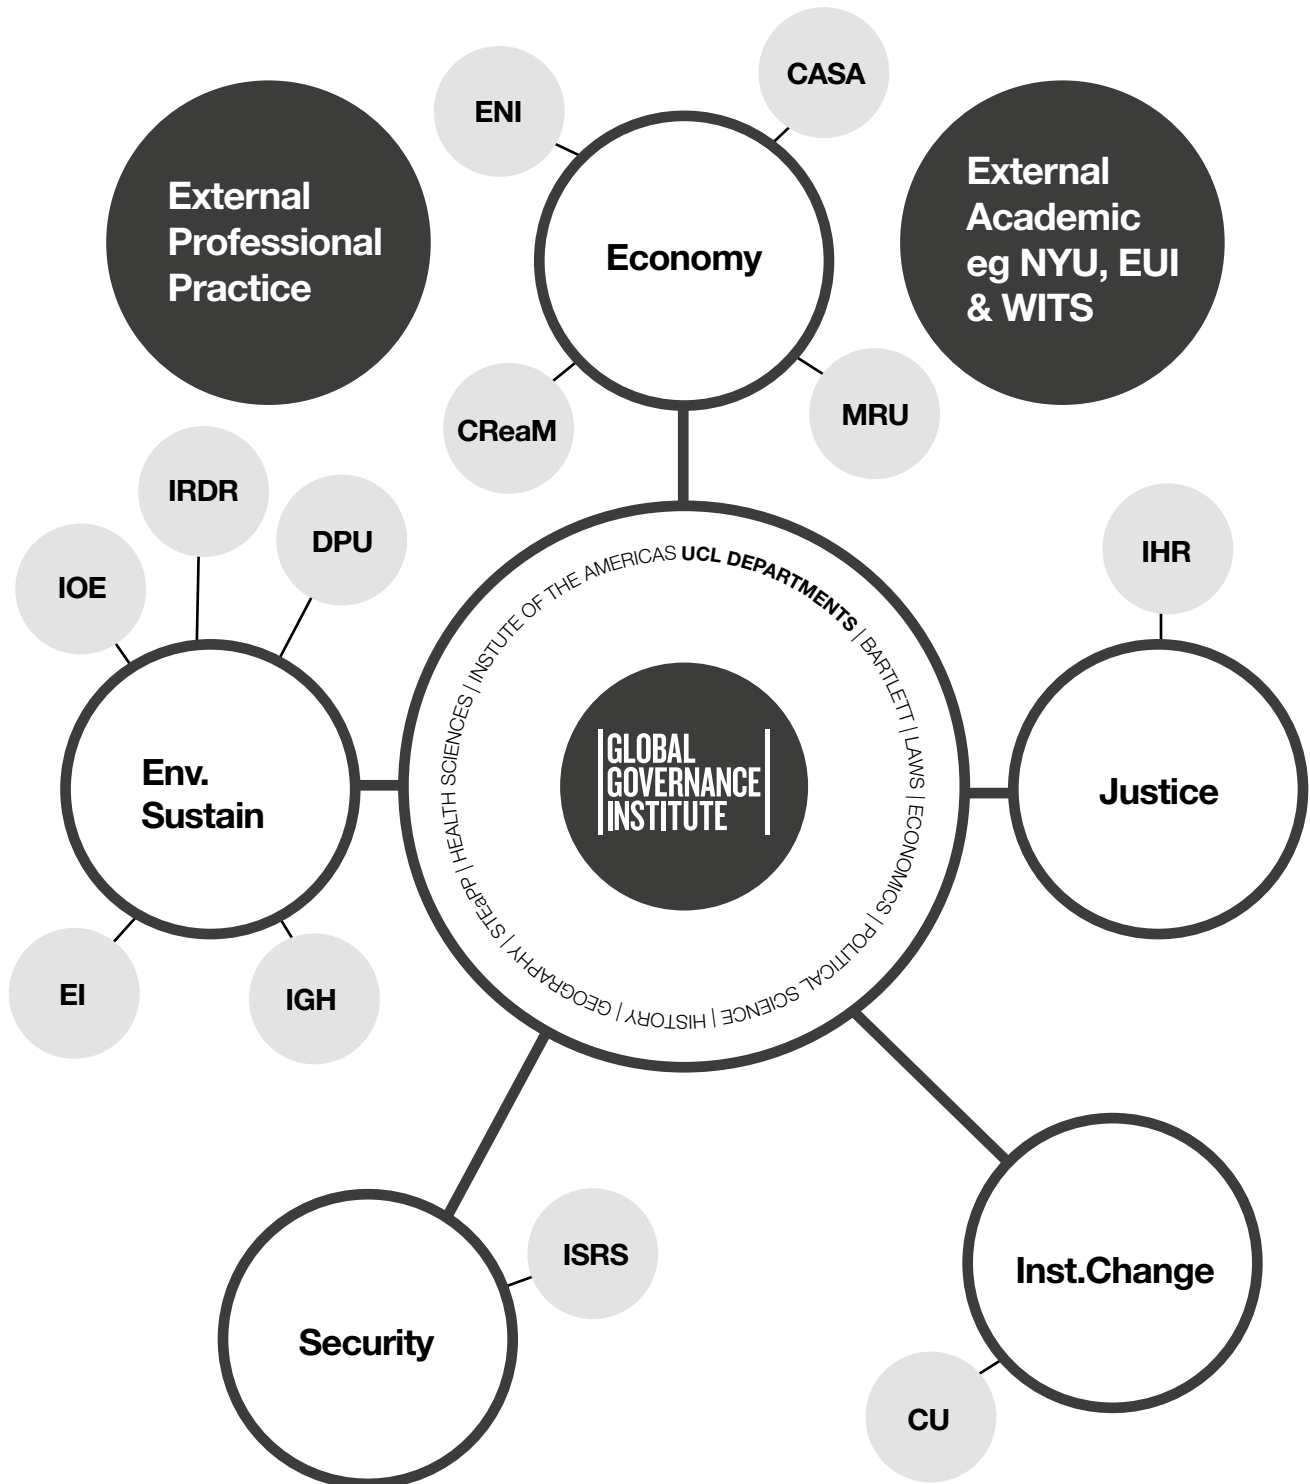 ENI
CASA
External
Professional
Practice
Economy
External
Academic
eg NYU, EUI
& WITS
CReaM
MRU
IRDR
DPU
IOE
IHR
UCL DEPARTMENTS | BARTLETT | LAWS | ECONOMICS | POLITICAL SCIENCE | HISTORY | GEOGRAPHY | STEaPP | HEALTH SCIENCES | INSTUTE OF THE AMERICAS
GLOBAL
GOVERNANCE
INSTITUTE
Env.
Sustain
Justice
EI
IGH
ISRS
Security
Inst.Change
CU